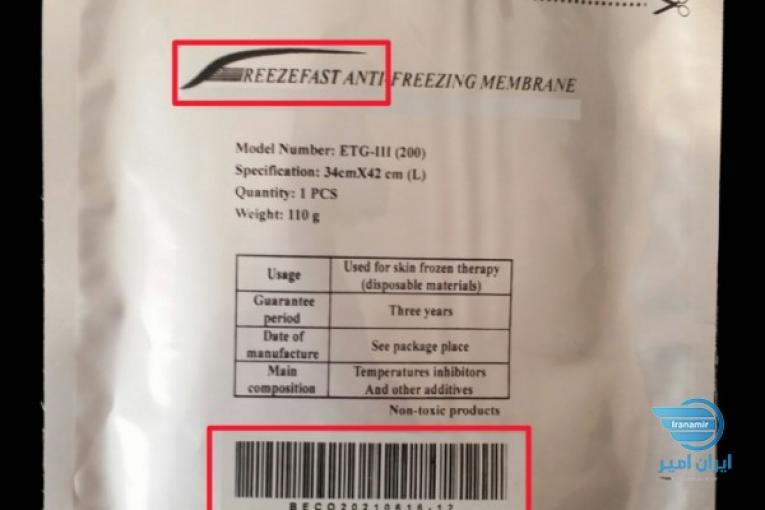 FREEZEFAST ANTI-FREEZING MEMBRANE
Model Number: ETG-III (200)
Specification: 34cmX42 cm (L)
Quantity: 1 PCS
Weight: 110 g
Usage
Used for skin frozen therapy
(disposable materials)
Guarantee
period
Three years
Date of
manufacture
See package place
Main
composition
Temperatures inhibitors
And other additives
Non-toxic products
Iranamir
ایران امیر
BECO20210616-12